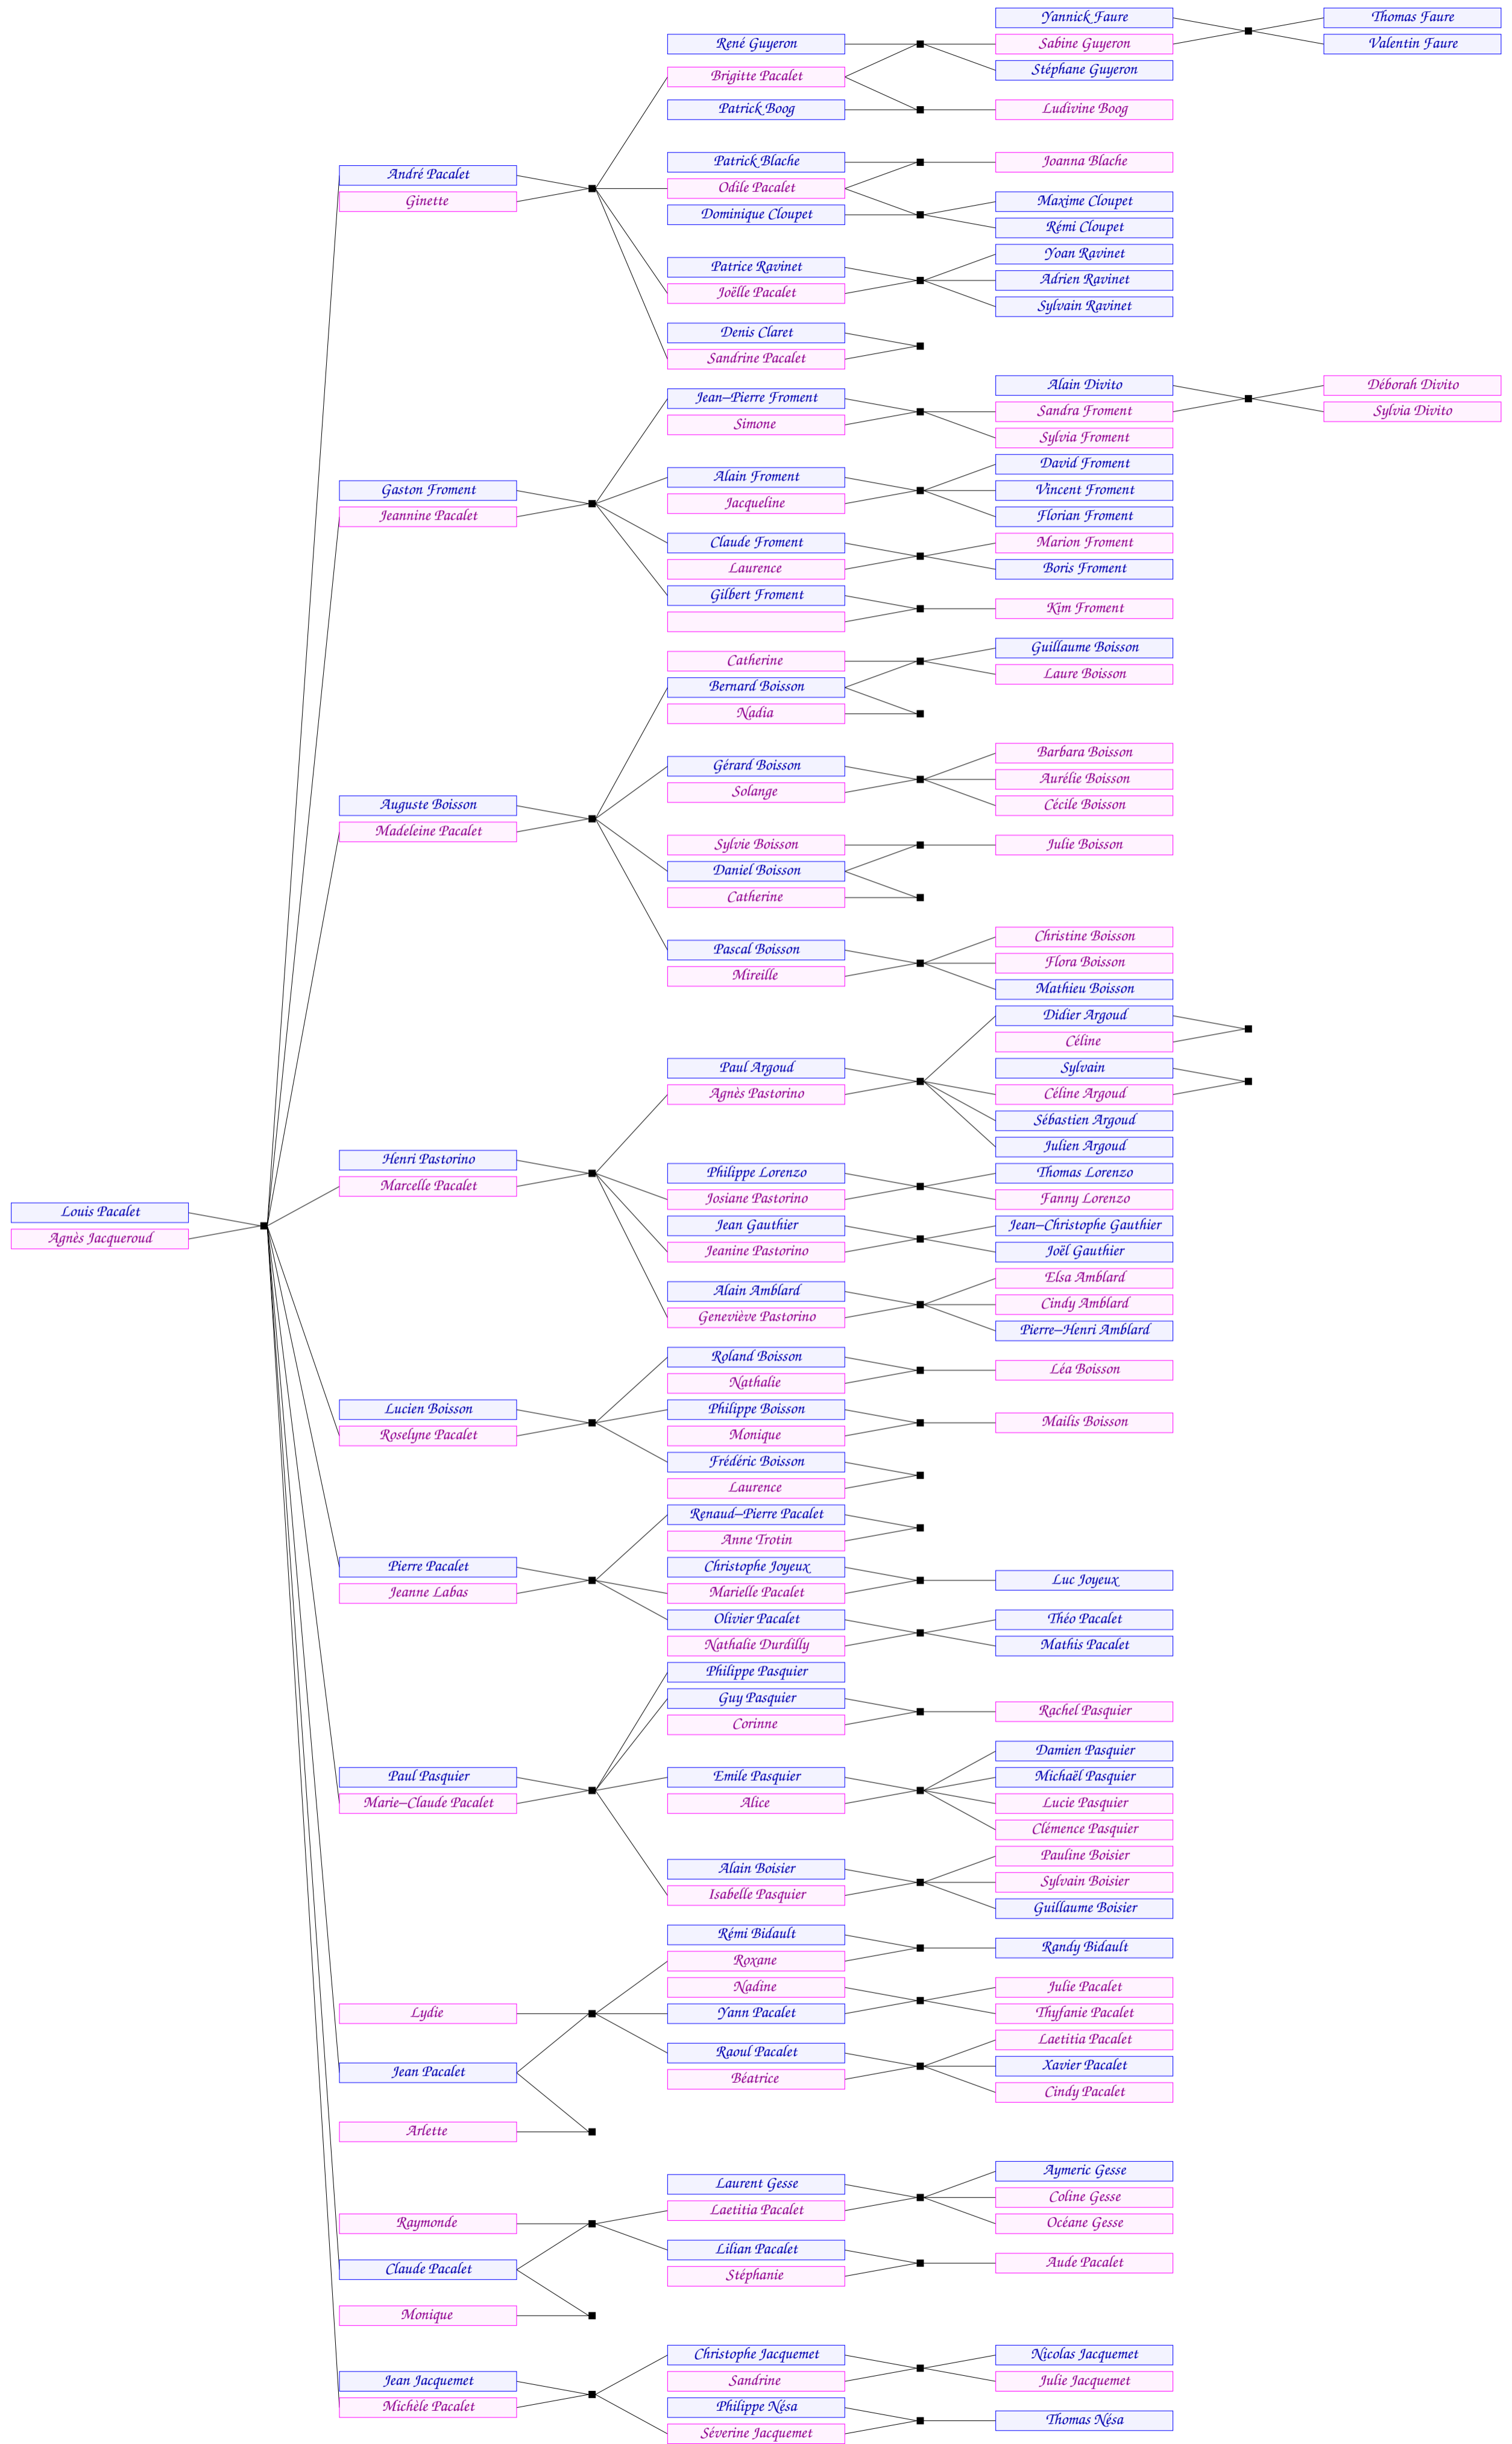 Louis Pacalet
Agnès Jacqueroud
André Pacalet
Ginette
Gaston Froment
Jeannine Pacalet
Auguste Boisson
Madeleine Pacalet
Henri Pastorino
Marcelle Pacalet
Lucien Boisson
Roselyne Pacalet
Pierre Pacalet
Jeanne Labas
Paul Pasquier
Marie–Claude Pacalet
Lydie
Jean Pacalet
Arlette
Raymonde
Claude Pacalet
Monique
Jean Jacquemet
Michèle Pacalet
René Guyeron
Brigitte Pacalet
Patrick Boog
Patrick Blache
Odile Pacalet
Dominique Cloupet
Patrice Ravinet
Joëlle Pacalet
Denis Claret
Sandrine Pacalet
Jean–Pierre Froment
Simone
Alain Froment
Jacqueline
Claude Froment
Laurence
Gilbert Froment
Catherine
Bernard Boisson
Nadia
Gérard Boisson
Solange
Sylvie Boisson
Daniel Boisson
Catherine
Pascal Boisson
Mireille
Paul Argoud
Agnès Pastorino
Philippe Lorenzo
Josiane Pastorino
Jean Gauthier
Jeanine Pastorino
Alain Amblard
Geneviève Pastorino
Roland Boisson
Nathalie
Philippe Boisson
Monique
Frédéric Boisson
Laurence
Renaud–Pierre Pacalet
Anne Trotin
Christophe Joyeux
Marielle Pacalet
Olivier Pacalet
Nathalie Durdilly
Philippe Pasquier
Guy Pasquier
Corinne
Emile Pasquier
Alice
Alain Boisier
Isabelle Pasquier
Rémi Bidault
Roxane
Nadine
Yann Pacalet
Raoul Pacalet
Béatrice
Laurent Gesse
Laetitia Pacalet
Lilian Pacalet
Stéphanie
Christophe Jacquemet
Sandrine
Philippe Nésa
Séverine Jacquemet
Yannick Faure
Sabine Guyeron
Stéphane Guyeron
Ludivine Boog
Joanna Blache
Maxime Cloupet
Rémi Cloupet
Yoan Ravinet
Adrien Ravinet
Sylvain Ravinet
Alain Divito
Sandra Froment
Sylvia Froment
David Froment
Vincent Froment
Florian Froment
Marion Froment
Boris Froment
Kim Froment
Guillaume Boisson
Laure Boisson
Barbara Boisson
Aurélie Boisson
Cécile Boisson
Julie Boisson
Christine Boisson
Flora Boisson
Mathieu Boisson
Didier Argoud
Céline
Sylvain
Céline Argoud
Sébastien Argoud
Julien Argoud
Thomas Lorenzo
Fanny Lorenzo
Jean–Christophe Gauthier
Joël Gauthier
Elsa Amblard
Cindy Amblard
Pierre–Henri Amblard
Léa Boisson
Mailis Boisson
Luc Joyeux
Théo Pacalet
Mathis Pacalet
Rachel Pasquier
Damien Pasquier
Michaël Pasquier
Lucie Pasquier
Clémence Pasquier
Pauline Boisier
Sylvain Boisier
Guillaume Boisier
Randy Bidault
Julie Pacalet
Thyfanie Pacalet
Laetitia Pacalet
Xavier Pacalet
Cindy Pacalet
Aymeric Gesse
Coline Gesse
Océane Gesse
Aude Pacalet
Nicolas Jacquemet
Julie Jacquemet
Thomas Nésa
Thomas Faure
Valentin Faure
Déborah Divito
Sylvia Divito